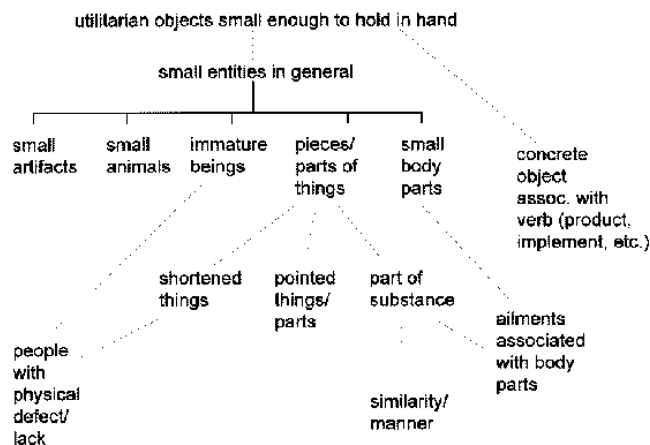 utilitarian objects small enough to hold in hand
small entities in general
small
artifacts
small
animals
immature
beings
pieces/
parts of
things
small
body
parts
concrete
object
assoc. with
verb (product,
implement, etc.)
shortened
things
pointed
things/
parts
part of
substance
ailments
associated
with body
parts
people
with
physical
defect/
lack
similarity/
manner